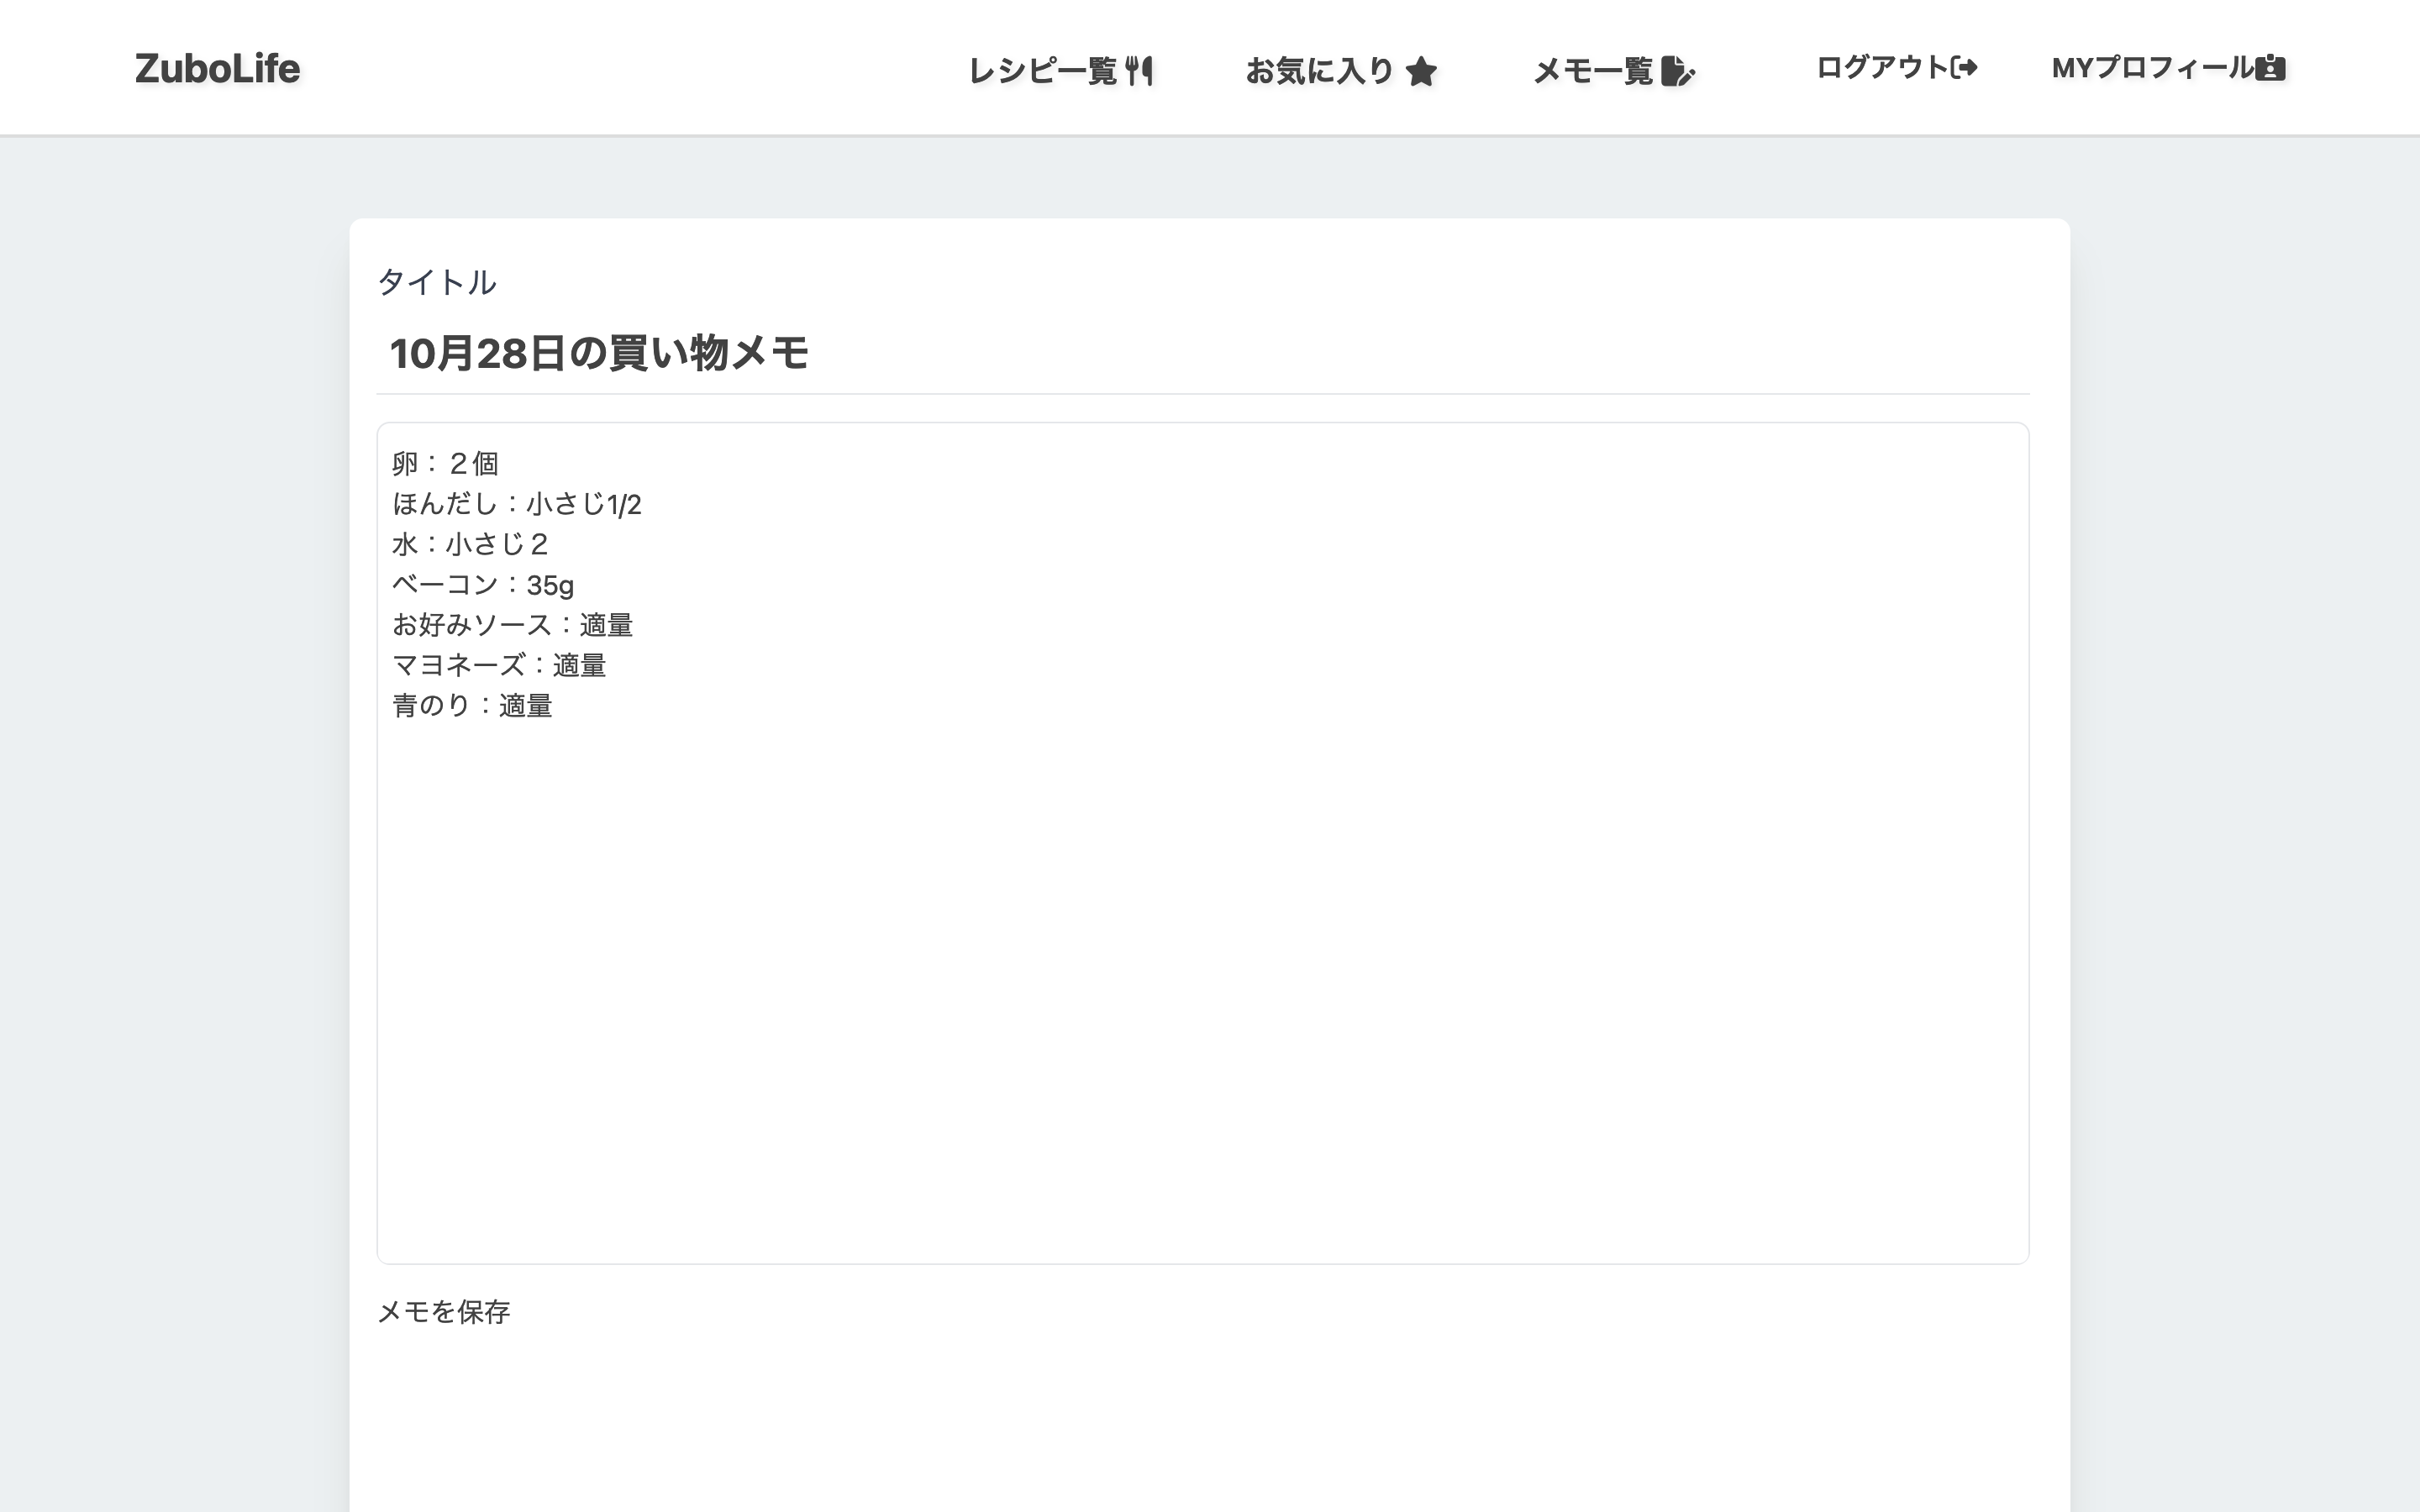 ZuboLife
レシピ一覧
お気に入り
メモ一覧
ログアウト
MYプロフィール
タイトル
10月28日の買い物メモ
卵：２個
ほんだし：小さじ1/2
水：小さじ２
ベーコン：35g
お好みソース：適量
マヨネーズ：適量
青のり：適量
メモを保存